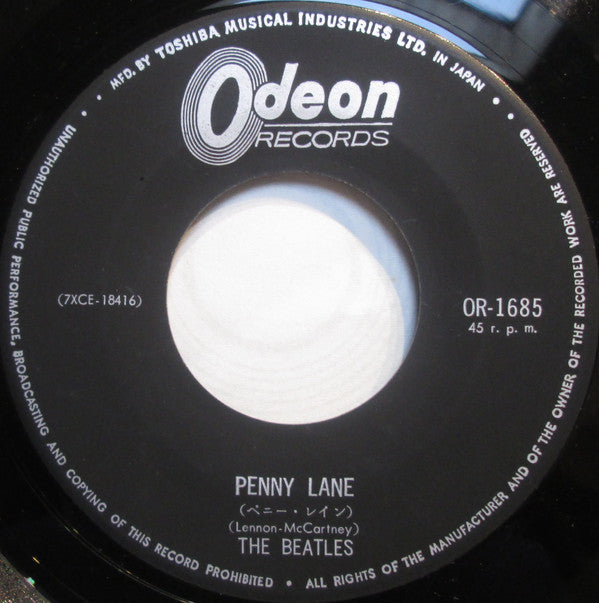 • MFD. BY TOSHIBA MUSICAL INDUSTRIES LTD. IN JAPAN •
Odeon
RECORDS
(7XCE-18416)
OR-1685
45 r. p. m.
PENNY LANE
(ペニー・レイン)
(Lennon-McCartney)
THE BEATLES
• UNAUTHORIZED PUBLIC PERFORMANCE, BROADCASTING AND COPYING OF THIS RECORD PROHIBITED • ALL RIGHTS OF THE MANUFACTURER AND OF THE OWNER OF THE RECORDED WORK ARE RESERVED •